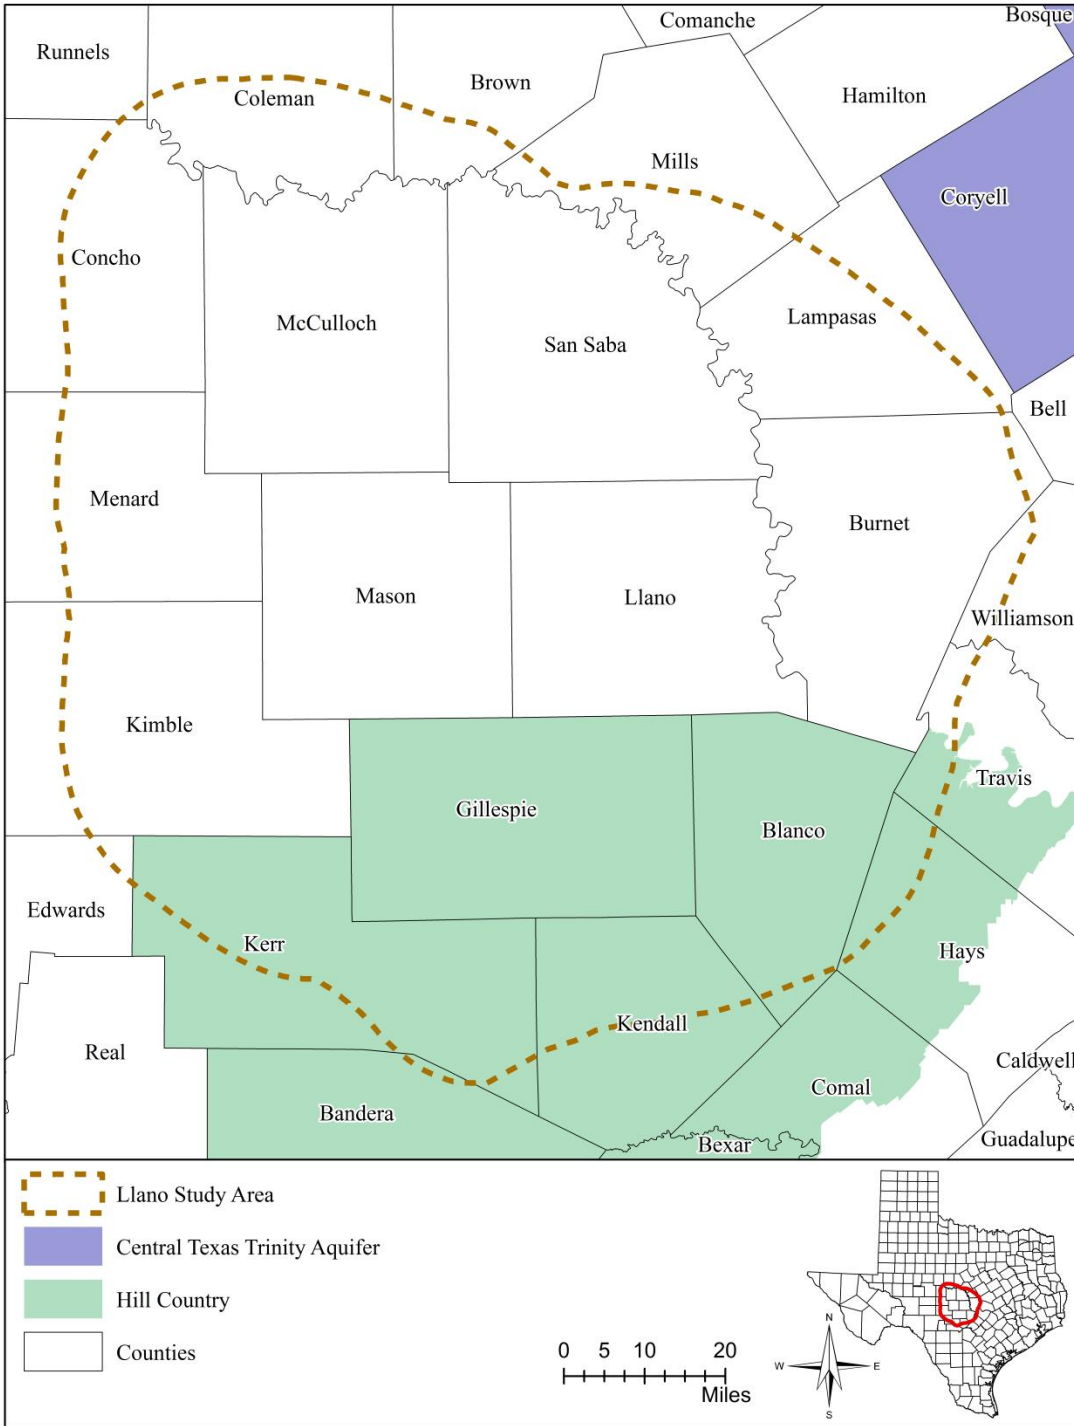 Comanche
Bosque
Runnels
Coleman
Brown
Hamilton
Mills
Coryell
Concho
McCulloch
San Saba
Lampasas
Bell
Menard
Burnet
Mason
Llano
Williamson
Kimble
Travis
Gillespie
Blanco
Edwards
Kerr
Hays
Kendall
Real
Caldwell
Comal
Bandera
Bexar
Guadalupe
Llano Study Area
Central Texas Trinity Aquifer
Hill Country
Counties
0 5 10 20
Miles
N
W E
S